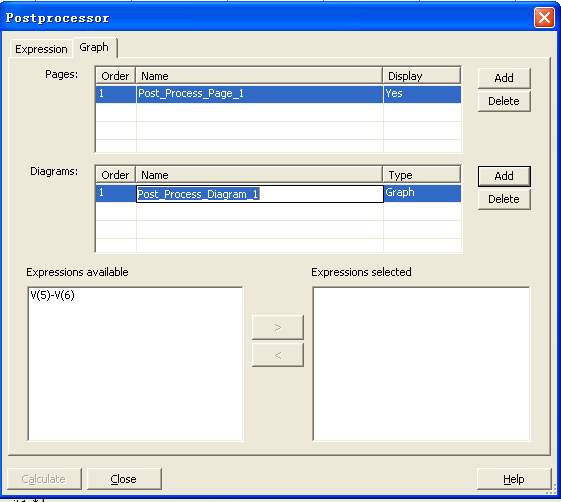 Postprocessor
Expression Graph
Pages:
Order Name Display
1 Post_Process_Page_1 Yes
Add
Delete
Diagrams:
Order Name Type
1 Post_Process_Diagram_1 Graph
Add
Delete
Expressions available
Expressions selected
V(5)-V(6)
>
<
Calculate Close Help